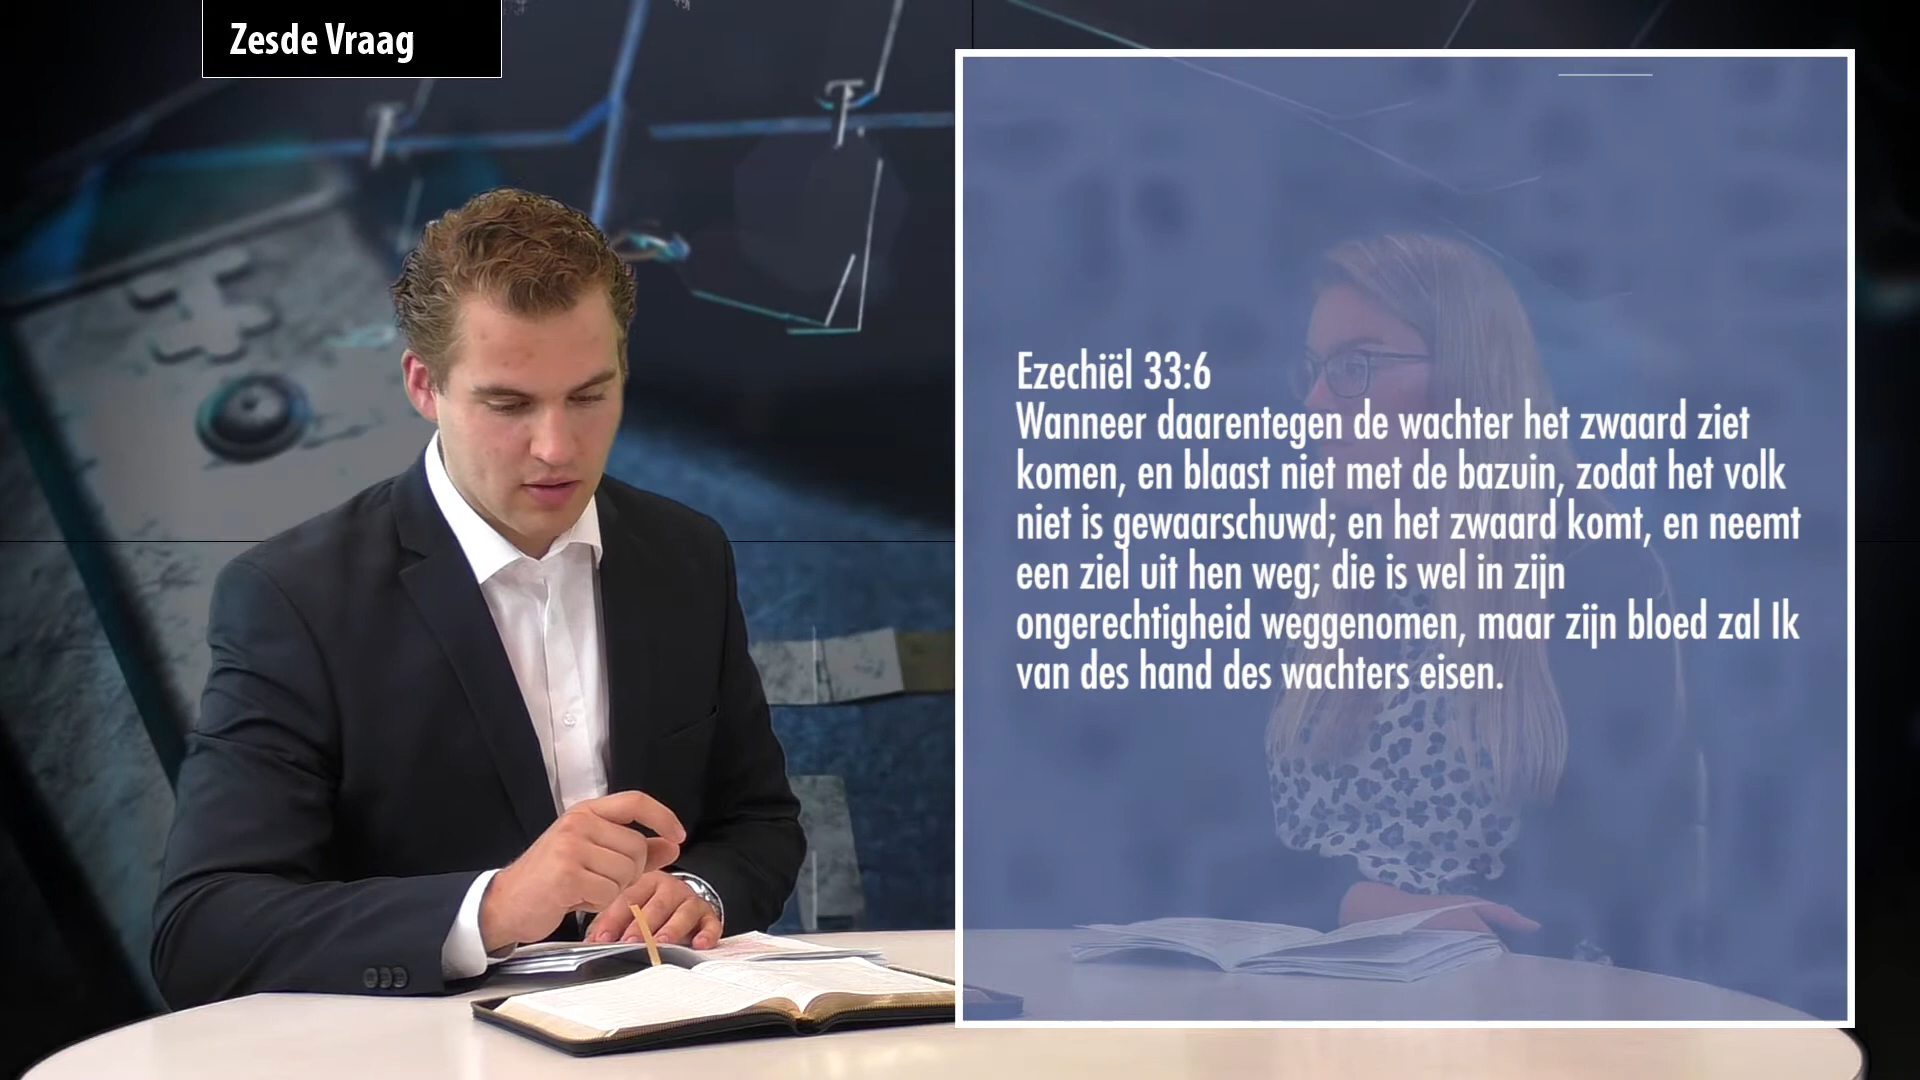 Zesde Vraag
Ezechiël 33:6
Wanneer daarentegen de wachter het zwaard ziet
komen, en blaast niet met de bazuin, zodat het volk
niet is gewaarschuwd; en het zwaard komt, en neemt
een ziel uit hen weg; die is wel in zijn
ongerechtigheid weggenomen, maar zijn bloed zal Ik
van des hand des wachters eisen.